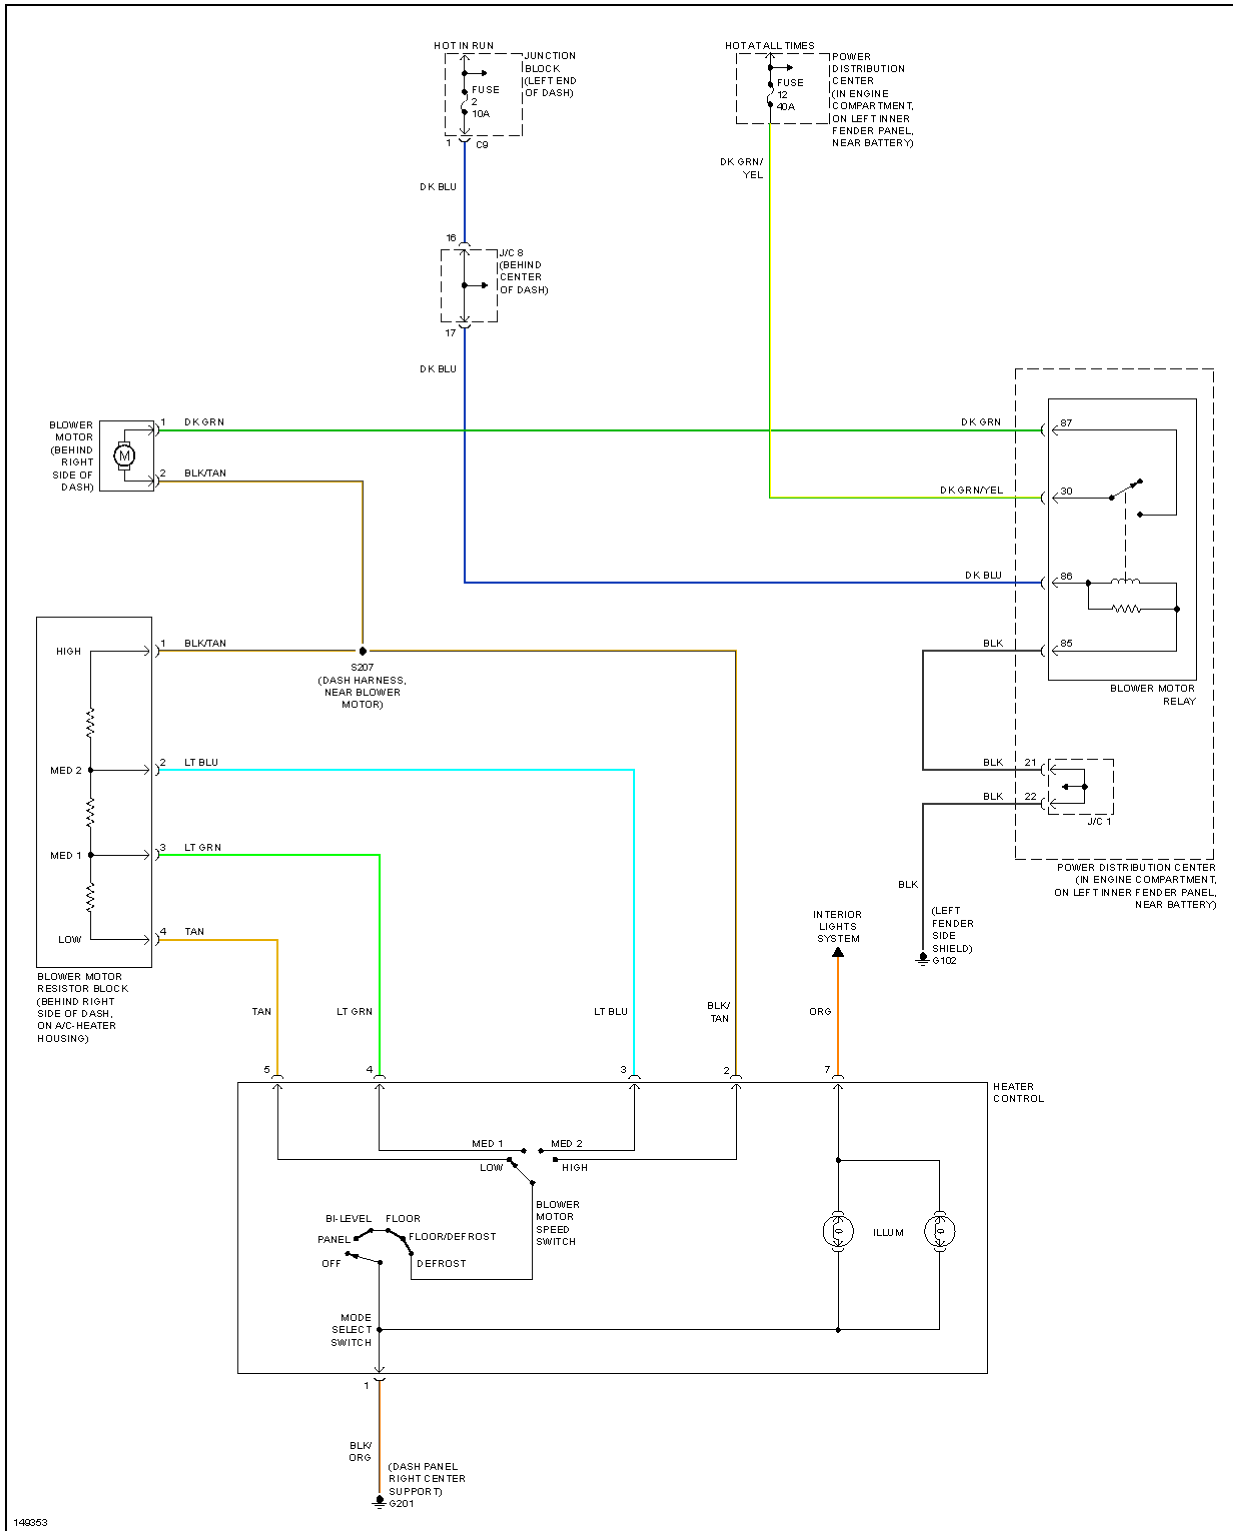 HOT IN RUN
JUNCTION
BLOCK
(LEFT END
OF DASH)
FUSE
2
10A
1
C9
DK BLU
16
J/C 8
(BEHIND
CENTER
OF DASH)
17
DK BLU
HOT AT ALL TIMES
POWER
DISTRIBUTION
CENTER
(IN ENGINE
COMPARTMENT,
ON LEFT INNER
FENDER PANEL,
NEAR BATTERY)
FUSE
12
40A
DK GRN/
YEL
BLOWER
MOTOR
(BEHIND
RIGHT
SIDE OF
DASH)
M
1
DK GRN
2
BLK/TAN
DK GRN
87
DK GRN/YEL
30
DK BLU
86
BLK
85
BLOWER MOTOR
RELAY
BLK
21
BLK
22
J/C 1
POWER DISTRIBUTION CENTER
(IN ENGINE COMPARTMENT,
ON LEFT INNER FENDER PANEL,
NEAR BATTERY)
BLK
(LEFT
FENDER
SIDE
SHIELD)
G102
HIGH
1
BLK/TAN
S207
(DASH HARNESS,
NEAR BLOWER
MOTOR)
MED 2
2
LT BLU
MED 1
3
LT GRN
LOW
4
TAN
BLOWER MOTOR
RESISTOR BLOCK
(BEHIND RIGHT
SIDE OF DASH,
ON A/C-HEATER
HOUSING)
INTERIOR
LIGHTS
SYSTEM
TAN
LT GRN
LT BLU
BLK/
TAN
ORG
5
4
3
2
7
HEATER
CONTROL
MED 1
MED 2
LOW
HIGH
BLOWER
MOTOR
SPEED
SWITCH
BI-LEVEL
FLOOR
PANEL
FLOOR/DEFROST
OFF
DEFROST
ILLUM
MODE
SELECT
SWITCH
1
BLK/
ORG
(DASH PANEL
RIGHT CENTER
SUPPORT)
G201
149353